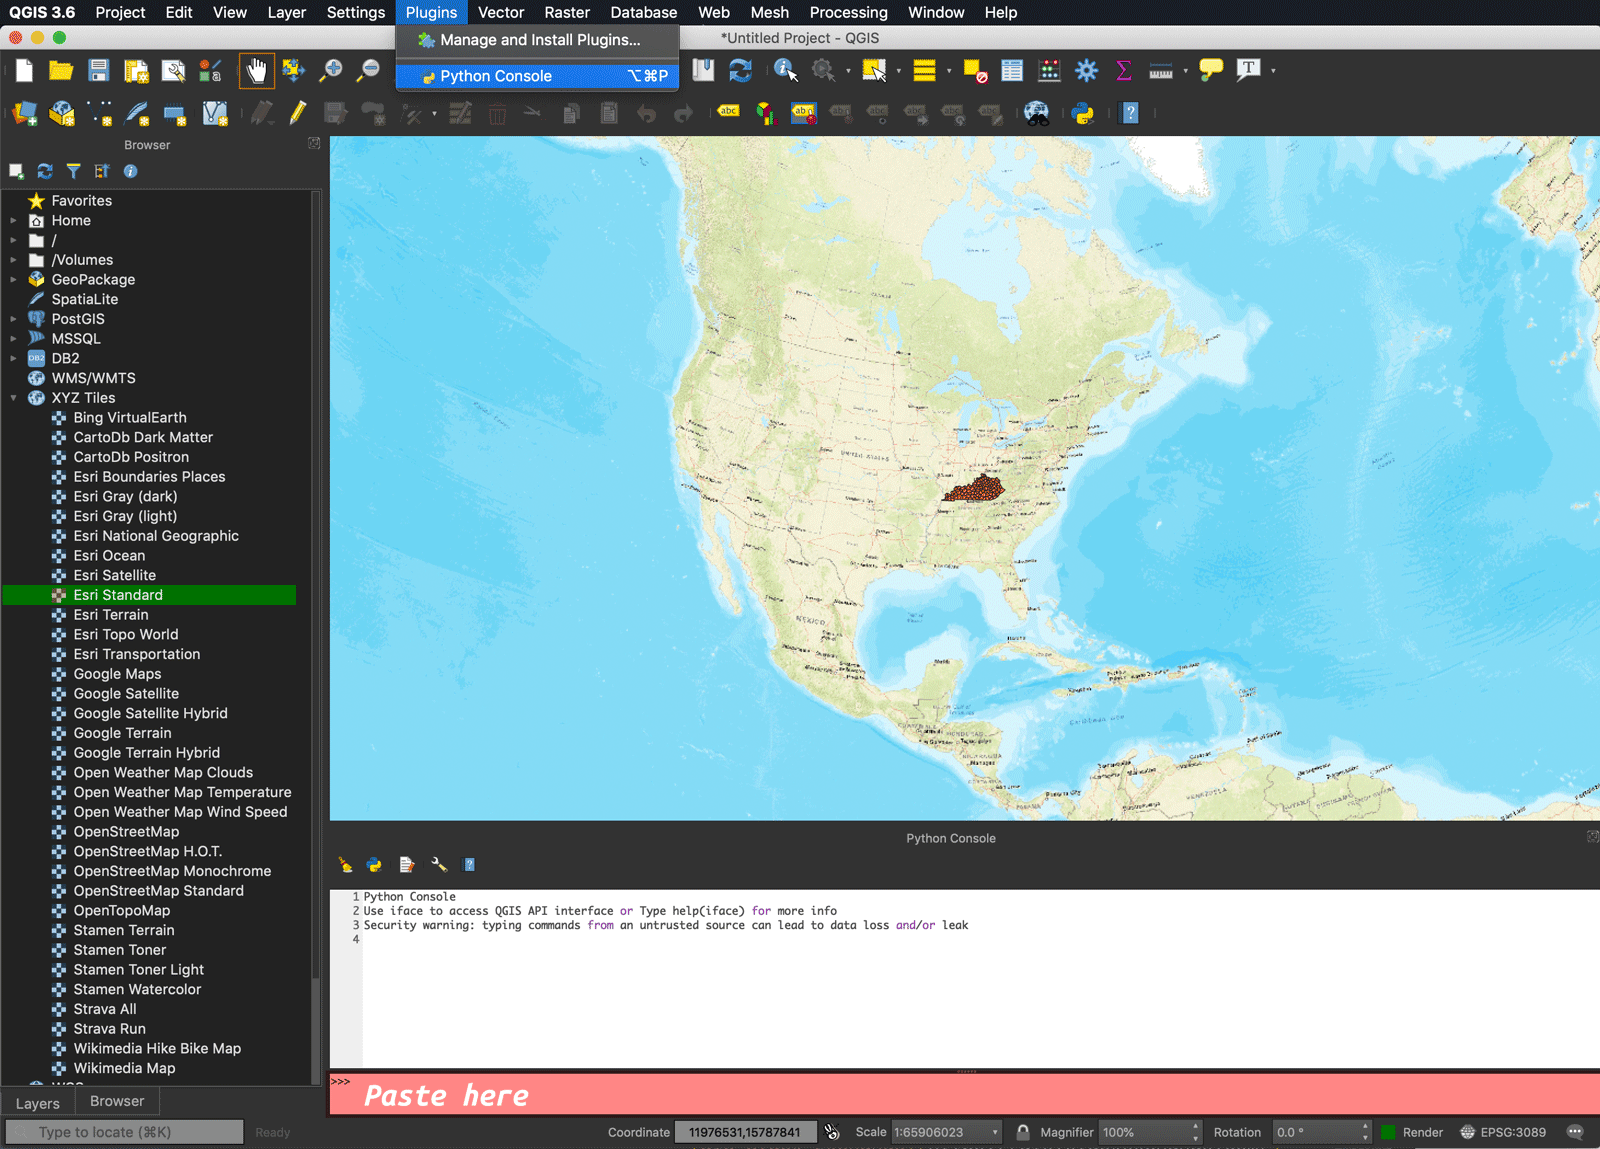 QGIS 3.6 Project Edit View Layer Settings Plugins Vector Raster Database Web Mesh Processing Window Help
Manage and Install Plugins...
*Untitled Project - QGIS
Python Console ⌥⌘P
Browser
Favorites
Home
/
/Volumes
GeoPackage
SpatiaLite
PostGIS
MSSQL
DB2
WMS/WMTS
XYZ Tiles
Bing VirtualEarth
CartoDb Dark Matter
CartoDb Positron
Esri Boundaries Places
Esri Gray (dark)
Esri Gray (light)
Esri National Geographic
Esri Ocean
Esri Satellite
Esri Standard
Esri Terrain
Esri Topo World
Esri Transportation
Google Maps
Google Satellite
Google Satellite Hybrid
Google Terrain
Google Terrain Hybrid
Open Weather Map Clouds
Open Weather Map Temperature
Open Weather Map Wind Speed
OpenStreetMap
OpenStreetMap H.O.T.
OpenStreetMap Monochrome
OpenStreetMap Standard
OpenTopoMap
Stamen Terrain
Stamen Toner
Stamen Toner Light
Stamen Watercolor
Strava All
Strava Run
Wikimedia Hike Bike Map
Wikimedia Map
Layers Browser
UNITED STATES
MEXICO
VENEZUELA
Python Console
1 Python Console
2 Use iface to access QGIS API interface or Type help(iface) for more info
3 Security warning: typing commands from an untrusted source can lead to data loss and/or leak
4
>>> Paste here
Type to locate (⌘K) Ready Coordinate 11976531,15787841 Scale 1:65906023 Magnifier 100% Rotation 0.0 ° Render EPSG:3089